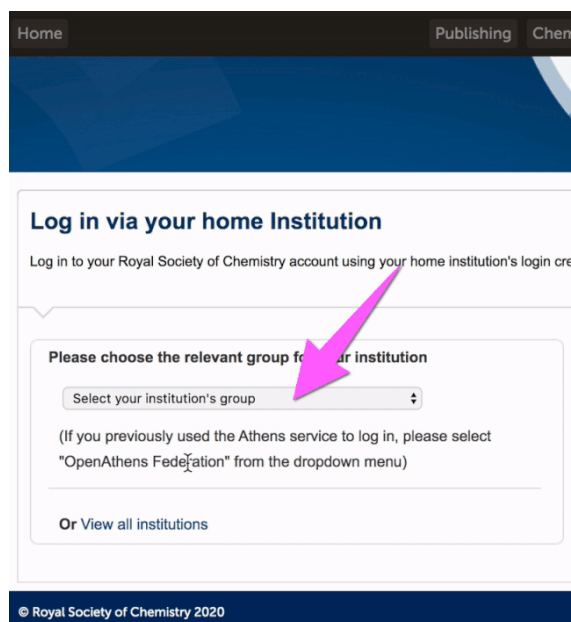 Home Publishing
Log in via your home Institution
Log in to your Royal Society of Chemistry account using your home institution's login
Please choose the relevant group institution
Select your institution's group
(If you previously used the Athens service to log in, please select
"OpenAthens Federation" from the dropdown menu)
Or View all institutions
© Royal Society of Chemistry 2020